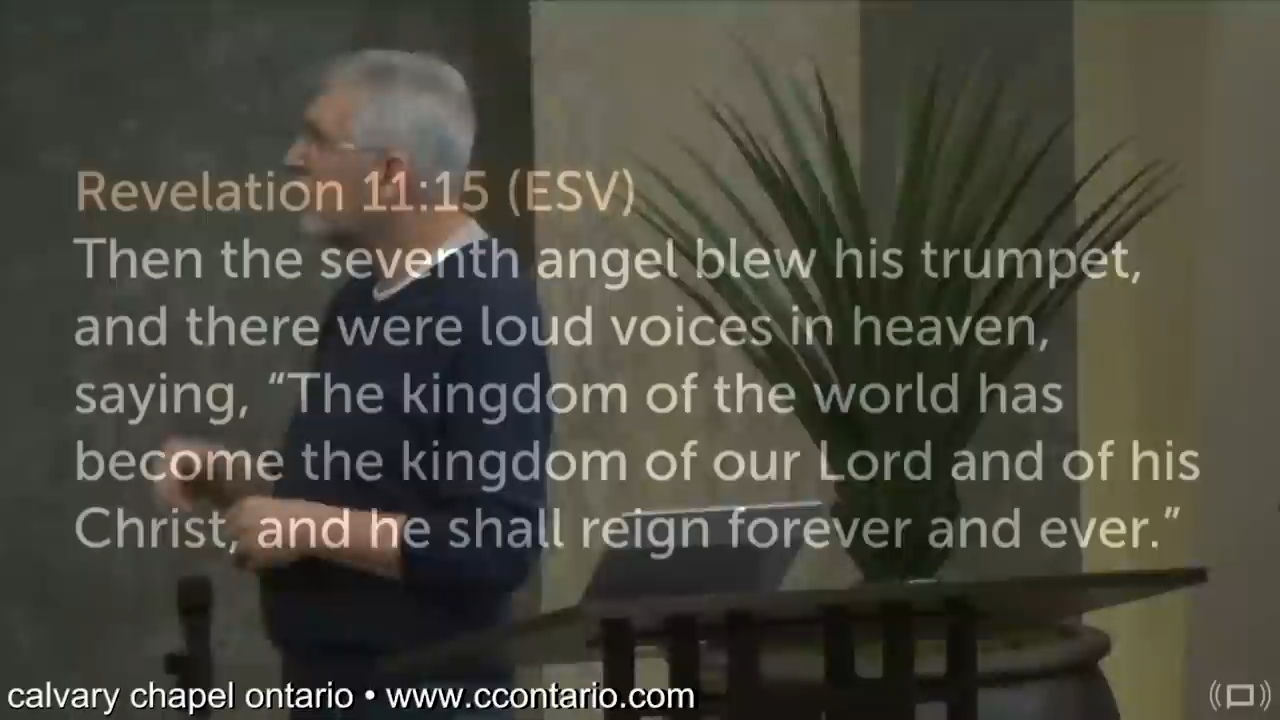 Revelation 11:15 (ESV)
Then the seventh angel blew his trumpet,
and there were loud voices in heaven,
saying, “The kingdom of the world has
become the kingdom of our Lord and of his
Christ, and he shall reign forever and ever.”
calvary chapel ontario • www.ccontario.com